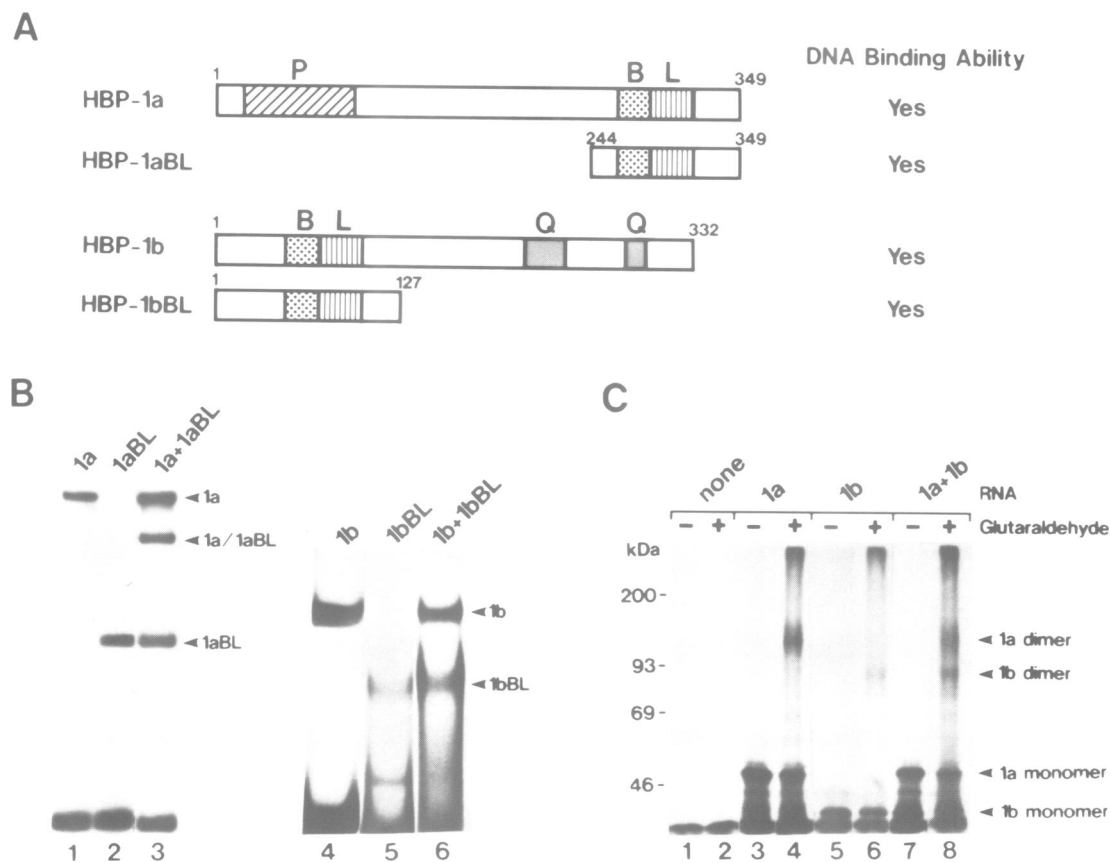 A
DNA Binding Ability
1 P B L 349
HBP-1a Yes
244 349
HBP-1aBL Yes
1 B L Q Q 332
HBP-1b Yes
1 127
HBP-1bBL Yes
B
1a 1aBL 1a+1aBL
1a
1a/1aBL
1aBL
1b 1bBL 1b+1bBL
1b
1bBL
1 2 3 4 5 6
C
none 1a 1b 1a+1b RNA
- + - + - + - + Glutaraldehyde
kDa
200-
1a dimer
93-
1b dimer
69-
1a monomer
46-
1b monomer
1 2 3 4 5 6 7 8